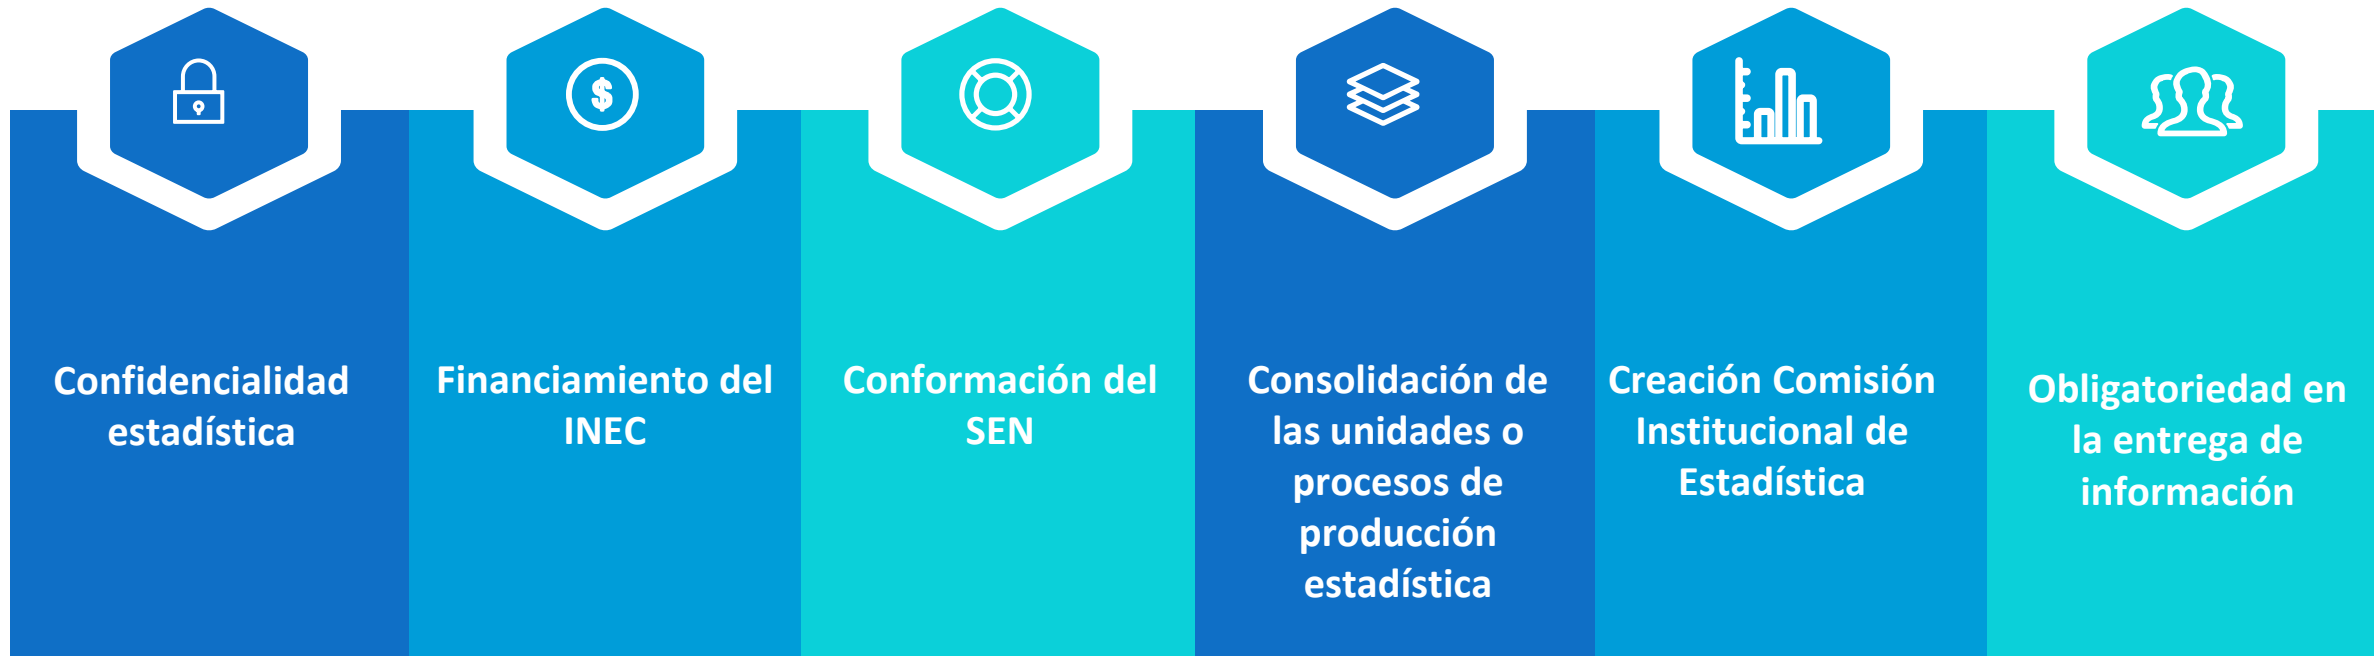 Confidencialidad
estadística
Financiamiento del
INEC
Conformación del
SEN
Consolidación de
las unidades o
procesos de
producción
estadística
Creación Comisión
Institucional de
Estadística
Obligatoriedad en
la entrega de
información